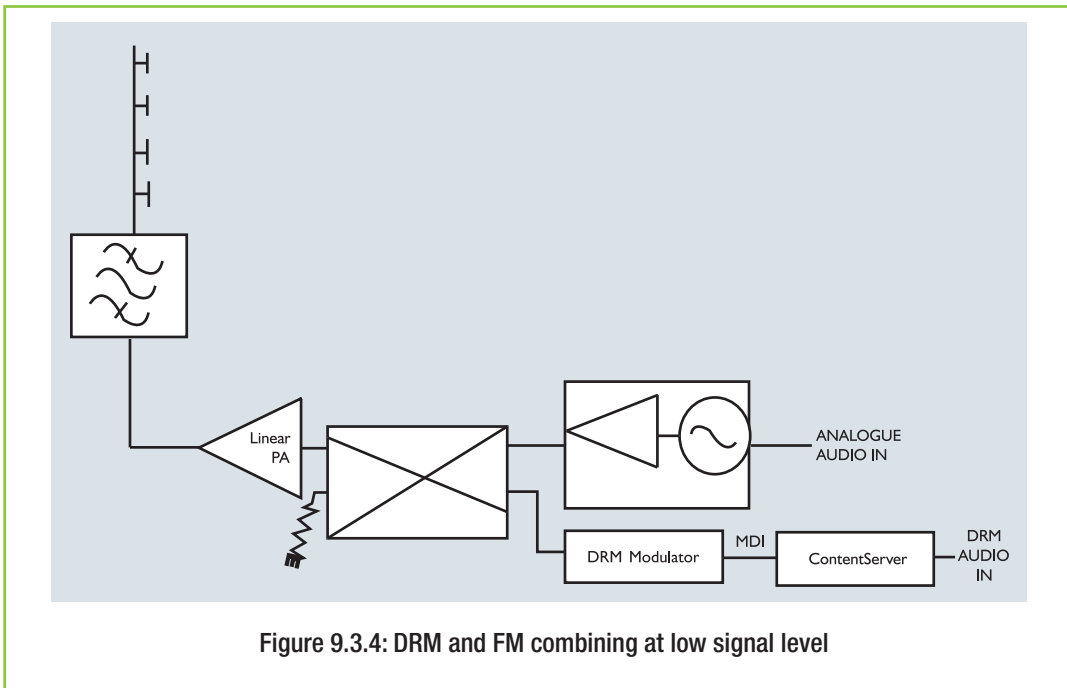 Linear
PA
ANALOGUE
AUDIO IN
DRM Modulator
MDI
ContentServer
DRM
AUDIO
IN
Figure 9.3.4: DRM and FM combining at low signal level